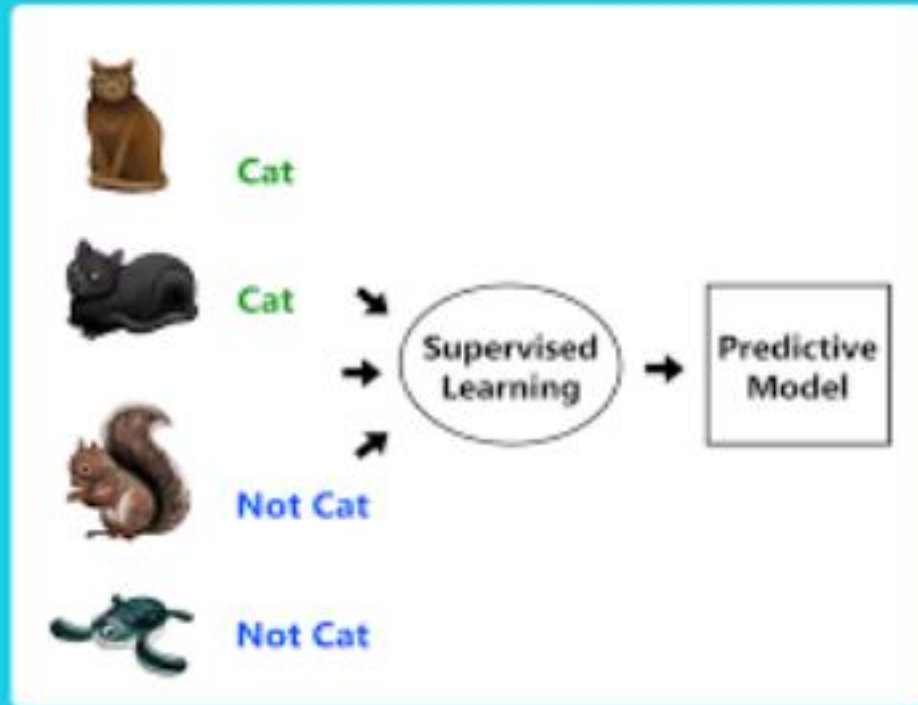 Cat
Cat
Supervised
Learning
Predictive
Model
Not Cat
Not Cat